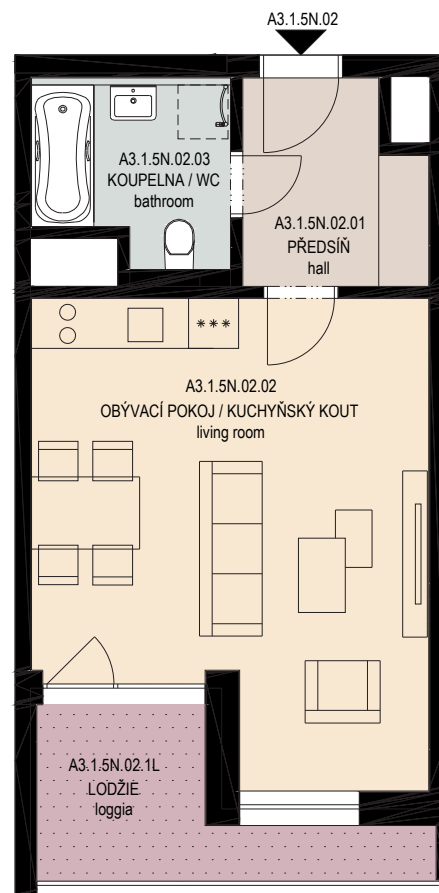 A3.1.5N.02
A3.1.5N.02.03
KOUPELNA / WC
bathroom
A3.1.5N.02.01
PŘEDSÍŇ
hall
***
A3.1.5N.02.02
OBÝVACÍ POKOJ / KUCHYŇSKÝ KOUT
living room
A3.1.5N.02.1L
LODŽIE
loggia